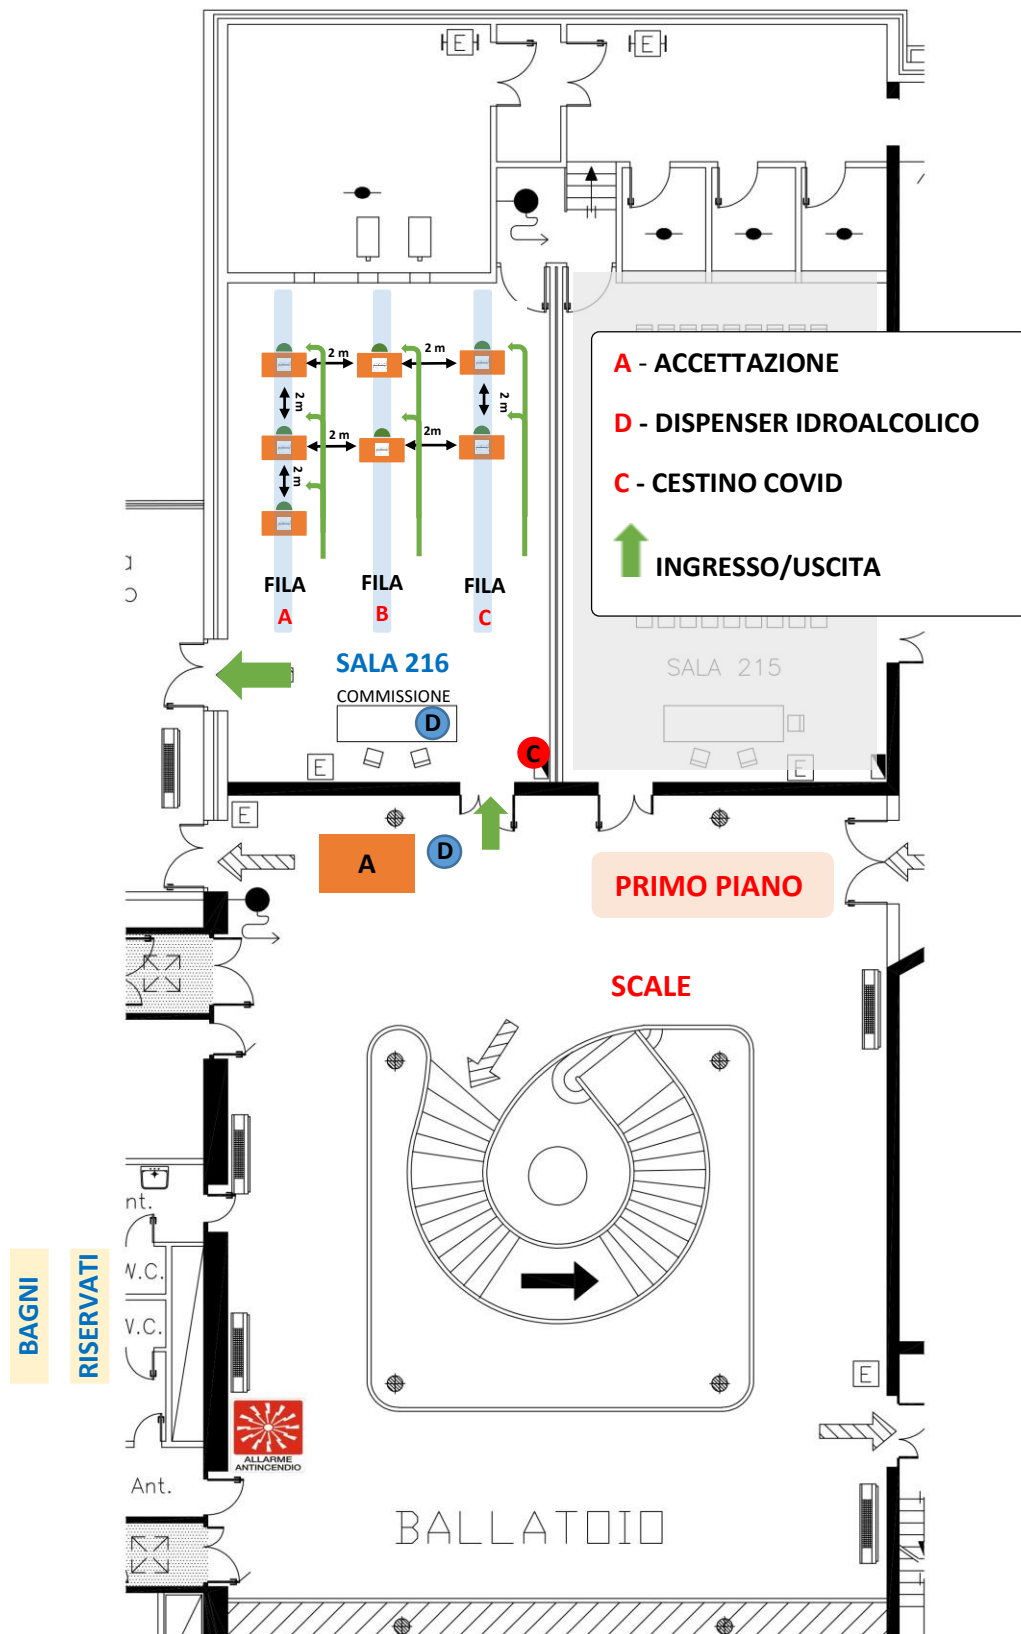 E
E
2 m
2 m
2 m
2 m
2 m
2m
2 m
FILA
A
FILA
B
FILA
C
A - ACCETTAZIONE
D - DISPENSER IDROALCOLICO
C - CESTINO COVID
INGRESSO/USCITA
SALA 216
COMMISSIONE
D
C
E
SALA 215
E
E
A
D
PRIMO PIANO
SCALE
nt.
W.C.
W.C.
BAGNI
RISERVATI
E
ALLARME
ANTINCENDIO
Ant.
BALLATOIO